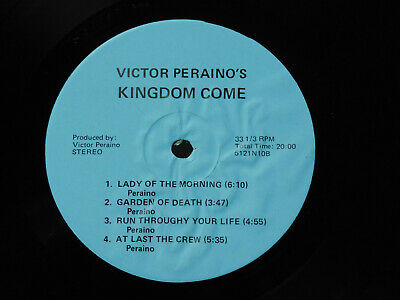 VICTOR PERAINO'S
KINGDOM COME
Produced by:
Victor Peraino
STEREO
33 1/3 RPM
Total Time: 20:00
5121N10B
1. LADY OF THE MORNING (6:10)
Peraino
2. GARDEN OF DEATH (3:47)
Peraino
3. RUN THROUGHY YOUR LIFE (4:55)
Peraino
4. AT LAST THE CREW (5:35)
Peraino